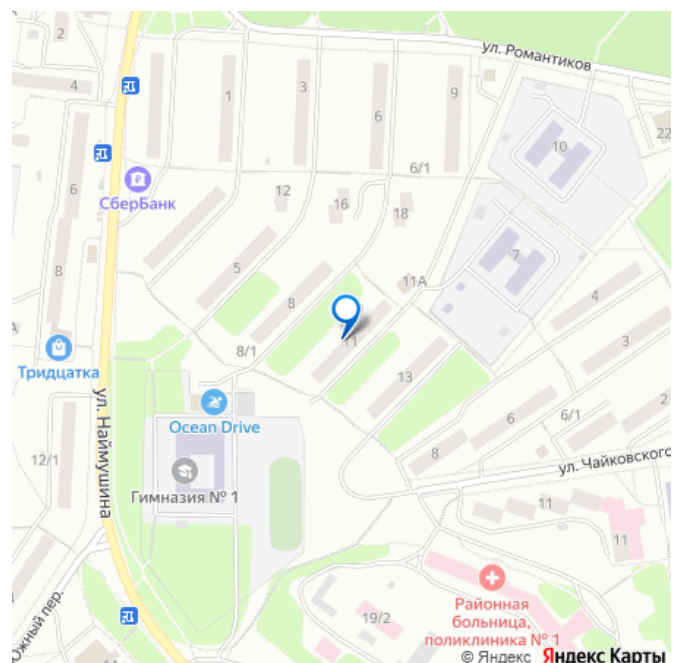 2
ул. Романтиков
4
1
3
6
9
10
22
6/1
6
СберБанк
12
16
18
7
5
8
11А
8
4
А
11
3
Тридцатка
8/1
13
ул. Наймушина
Ocean Drive
6
6/1
2
12/1
8
ул. Чайковского
Гимназия № 1
11
11
Южный пер.
19/2
Районная
больница,
поликлиника № 1
© Яндекс Яндекс Карты